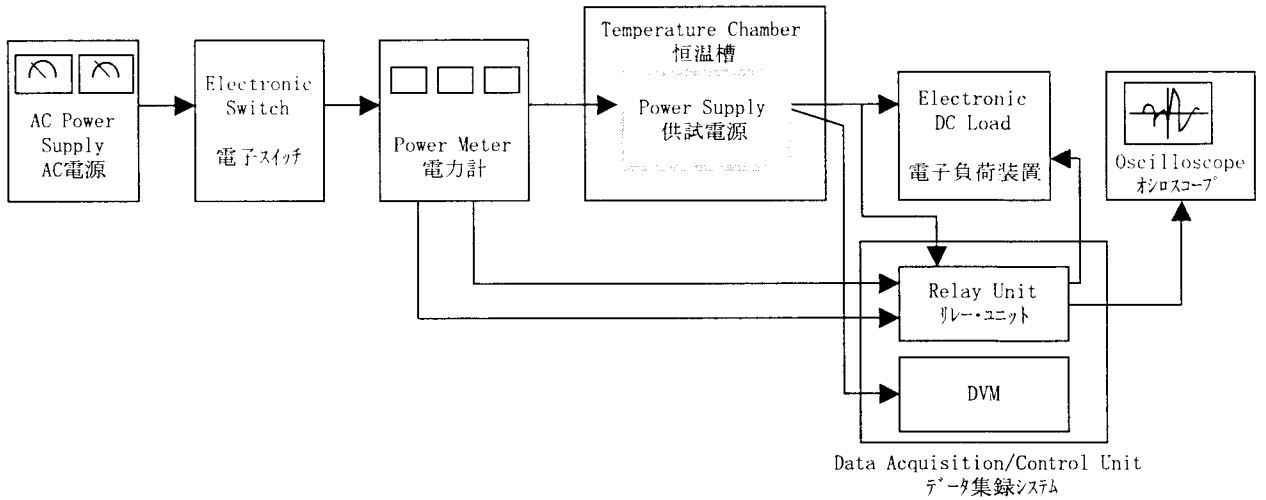 AC Power
Supply
AC電源
Electronic
Switch
電子スイッチ
Power Meter
電力計
Temperature Chamber
恒温槽
Power Supply
供試電源
Electronic
DC Load
電子負荷装置
Oscilloscope
オシロスコープ
Relay Unit
リレー・ユニット
DVM
Data Acquisition/Control Unit
データ集録システム